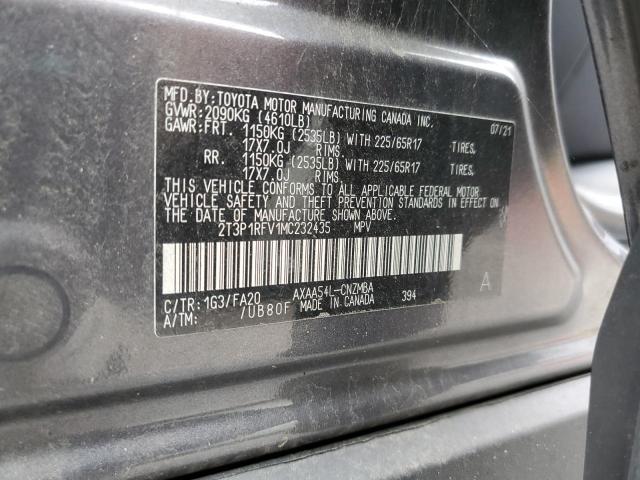 MFD.BY:TOYOTA MOTOR MANUFACTURING CANADA INC.
GVWR:2090KG (4610LB) 07/21
GAWR:FRT. 1150KG (2535LB) WITH 225/65R17 TIRES,
17X7.0J RIMS
RR. 1150KG (2535LB) WITH 225/65R17 TIRES,
17X7.0J RIMS
THIS VEHICLE CONFORMS TO ALL APPLICABLE FEDERAL MOTOR
VEHICLE SAFETY AND THEFT PREVENTION STANDARDS IN EFFECT ON
THE DATE OF MANUFACTURE SHOWN ABOVE.
2T3P1RFV1MC232435 MPV
C/TR:1G3/FA20 AXAA54L-CNZMBA A
A/TM: /UB80F MADE IN CANADA 394